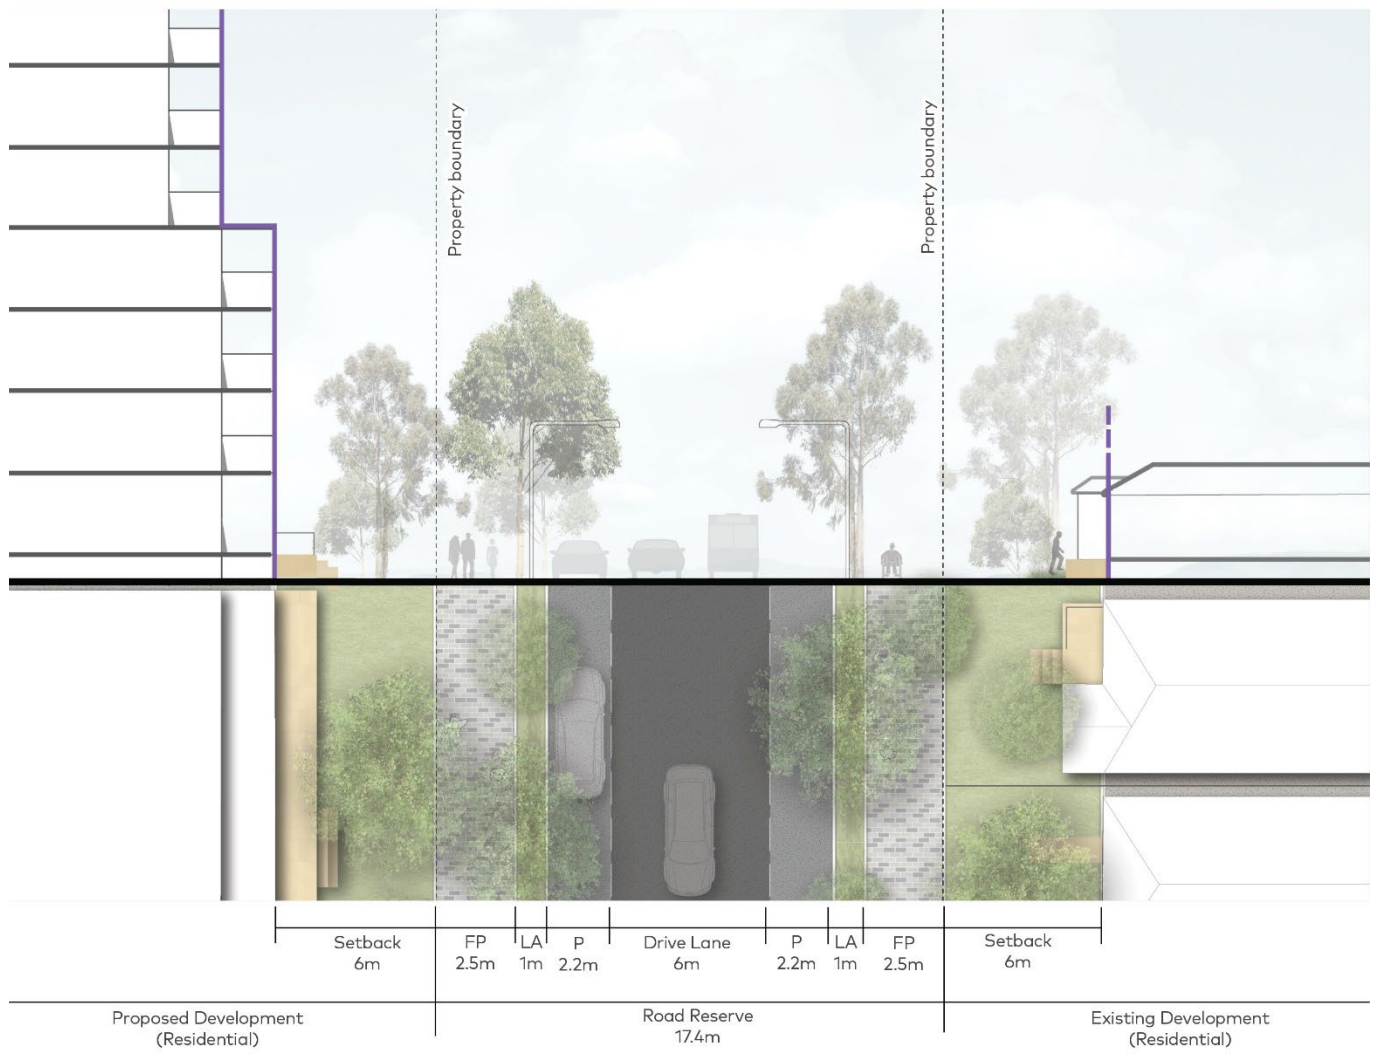 Property boundary
Property boundary
Setback
6m
FP
2.5m
LA
1m
P
2.2m
Drive Lane
6m
P
2.2m
LA
1m
FP
2.5m
Setback
6m
Proposed Development
(Residential)
Road Reserve
17.4m
Existing Development
(Residential)